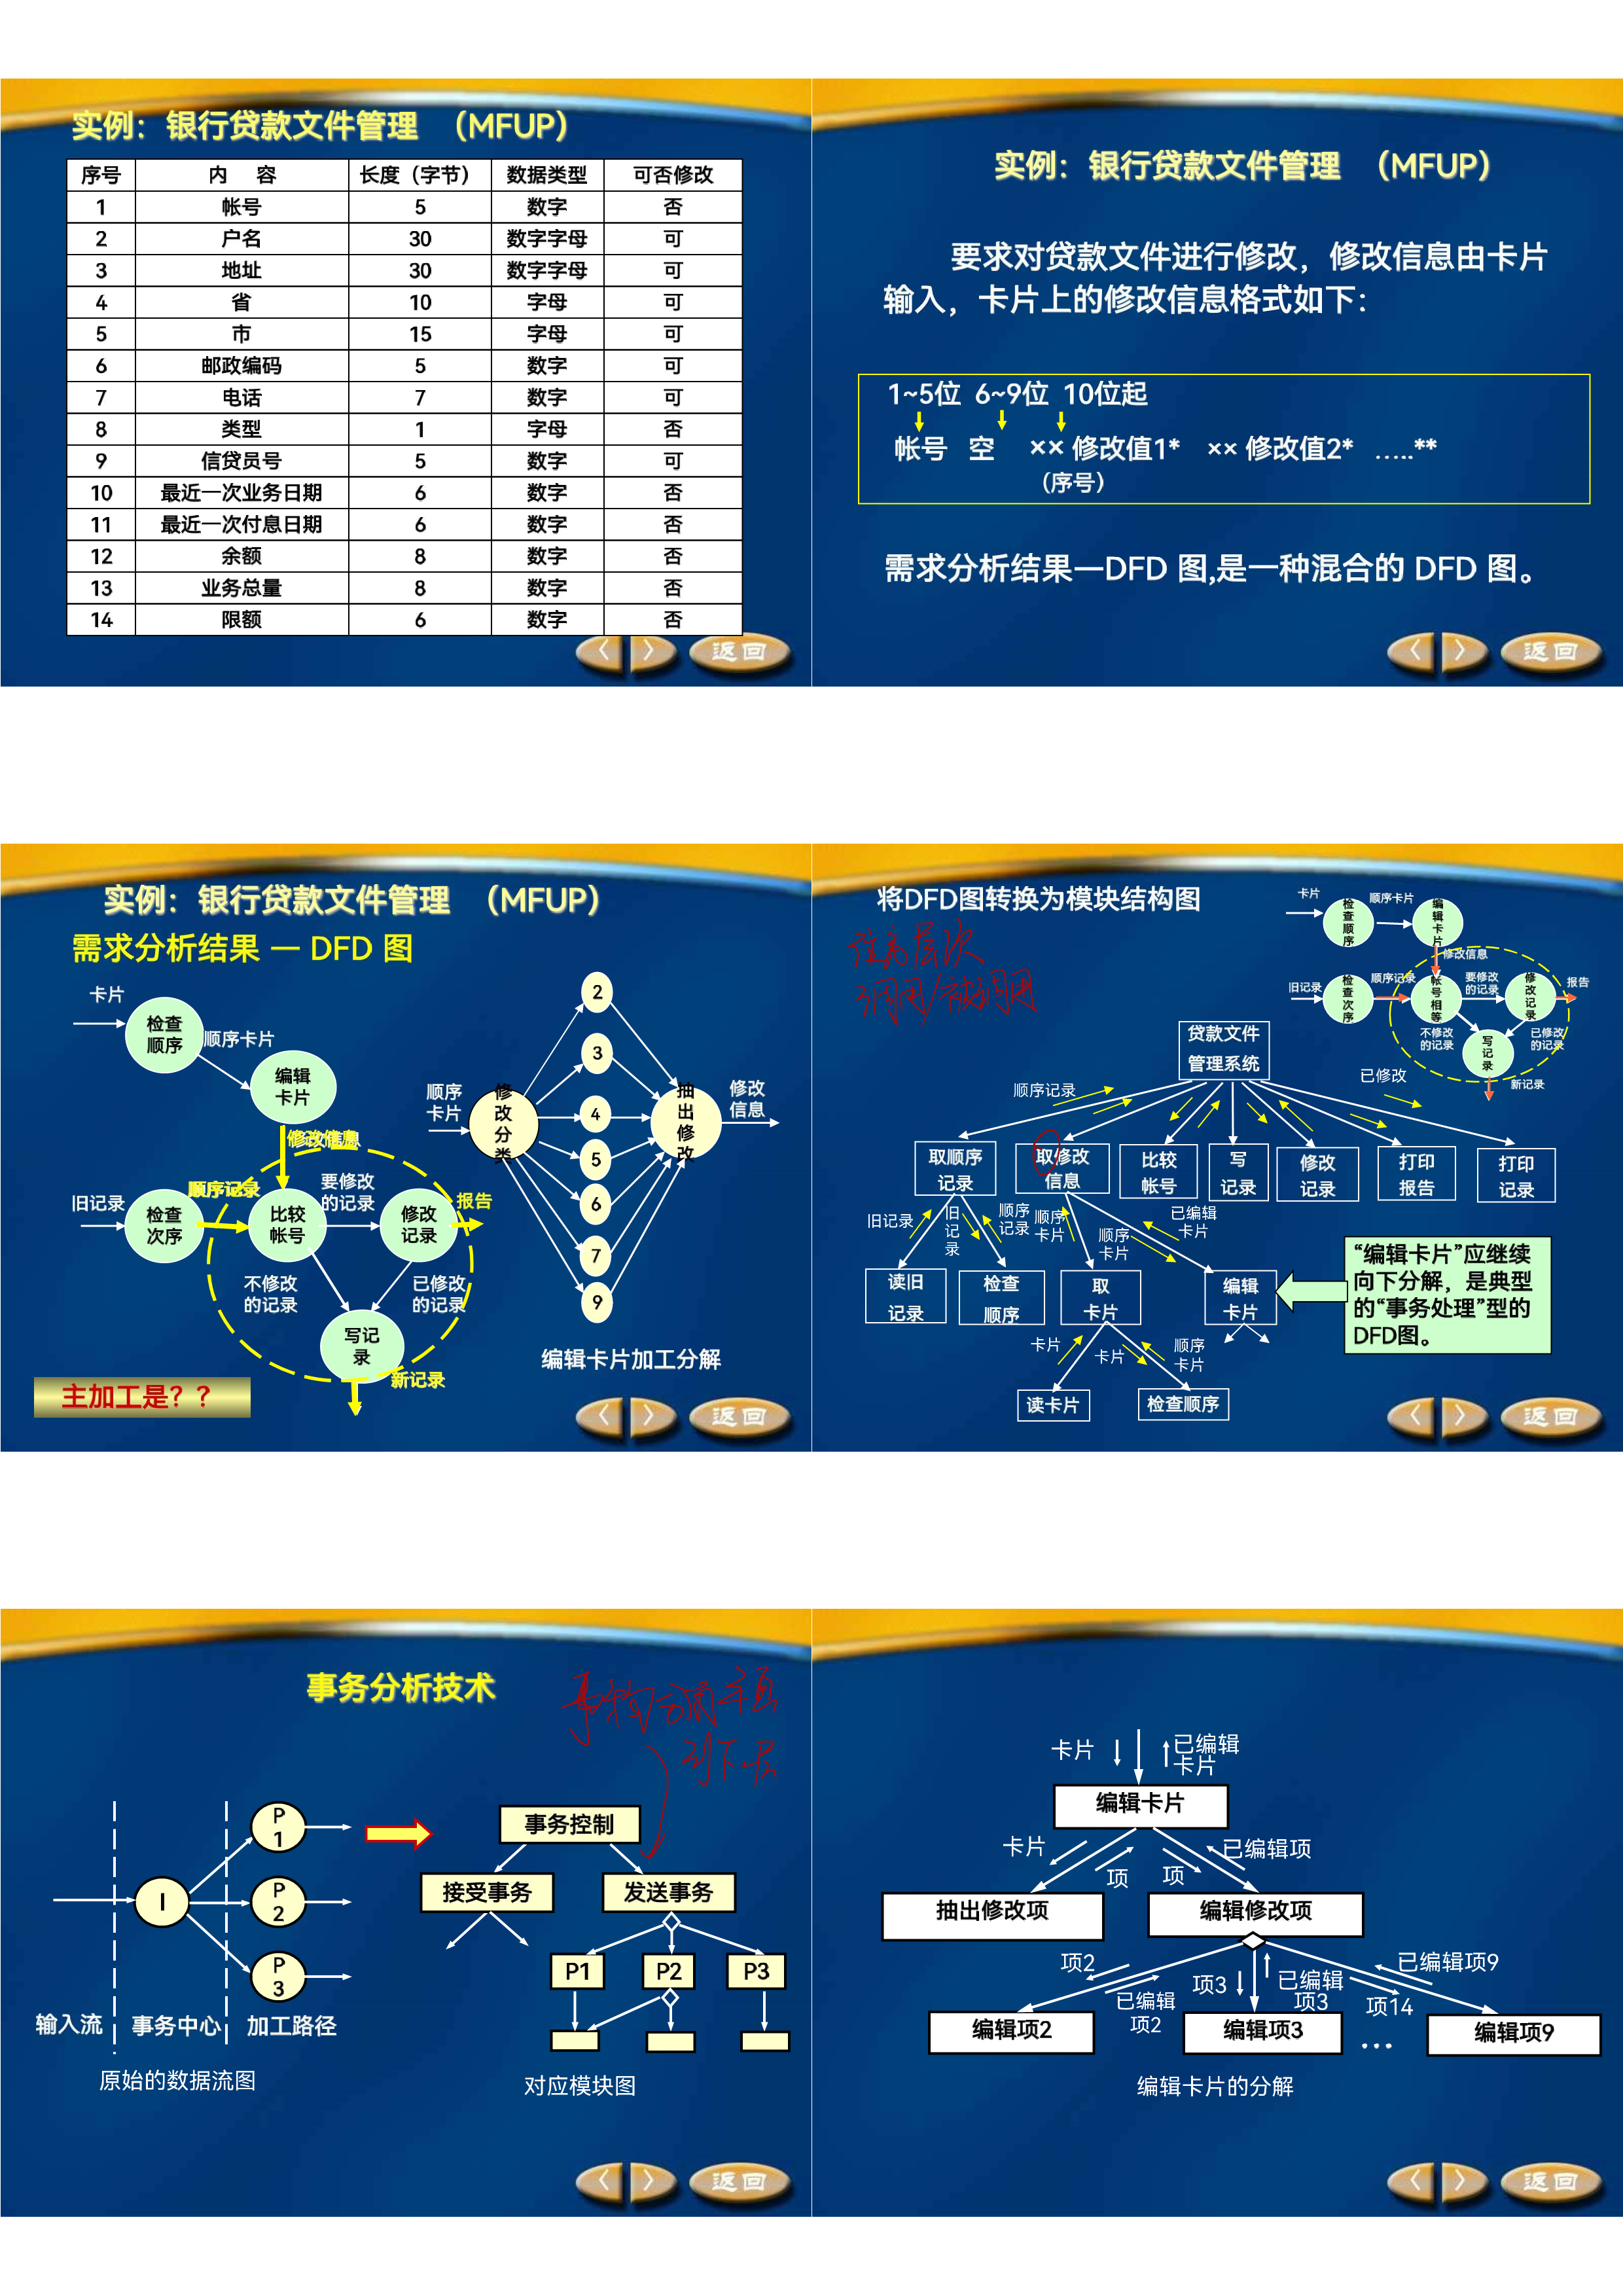 实例：银行贷款文件管理 （MFUP）
序号 内 容 长度（字节） 数据类型 可否修改
1 帐号 5 数字 否
2 户名 30 数字字母 可
3 地址 30 数字字母 可
4 省 10 字母 可
5 市 15 字母 可
6 邮政编码 5 数字 可
7 电话 7 数字 可
8 类型 1 字母 否
9 信贷员号 5 数字 可
10 最近一次业务日期 6 数字 否
11 最近一次付息日期 6 数字 否
12 余额 8 数字 否
13 业务总量 8 数字 否
14 限额 6 数字 否
返回
实例：银行贷款文件管理 （MFUP）
要求对贷款文件进行修改，修改信息由卡片
输入，卡片上的修改信息格式如下：
1~5位 6~9位 10位起
帐号 空 ×× 修改值1* ×× 修改值2* …..**
（序号）
需求分析结果—DFD 图,是一种混合的 DFD 图。
返回
实例：银行贷款文件管理 （MFUP）
需求分析结果 — DFD 图
卡片
检查
顺序
顺序卡片
编辑
卡片
修改信息
旧记录
检查
次序
顺序记录
比较
帐号
要修改
的记录
修改
记录
报告
不修改
的记录
已修改
的记录
写记
录
新记录
主加工是？？
顺序
卡片
修
改
分
类
2
3
4
5
6
7
9
抽
出
修
改
修改
信息
编辑卡片加工分解
返回
将DFD图转换为模块结构图
注意层次
调用/被调用
卡片
检
查
顺
序
顺序卡片
编
辑
卡
片
修改信息
旧记录
检
查
次
序
顺序记录
帐
号
相
等
要修改
的记录
修
改
记
录
报告
不修改
的记录
写
记
录
已修改
的记录
新记录
贷款文件
管理系统
顺序记录
已修改
取顺序
记录
取修改
信息
比较
帐号
写
记录
修改
记录
打印
报告
打印
记录
旧记录
旧
记
录
顺序
记录
顺序
卡片
顺序
卡片
已编辑
卡片
读旧
记录
检查
顺序
取
卡片
编辑
卡片
“编辑卡片”应继续
向下分解，是典型
的“事务处理”型的
DFD图。
卡片
卡片
顺序
卡片
读卡片
检查顺序
返回
事务分析技术
I
P
1
P
2
P
3
输入流
事务中心
加工路径
原始的数据流图
事务控制
接受事务
发送事务
P1
P2
P3
对应模块图
返回
卡片
已编辑
卡片
编辑卡片
卡片
项
项
已编辑项
抽出修改项
编辑修改项
项2
已编辑
项2
项3
已编辑
项3
项14
已编辑项9
编辑项2
编辑项3
…
编辑项9
编辑卡片的分解
返回